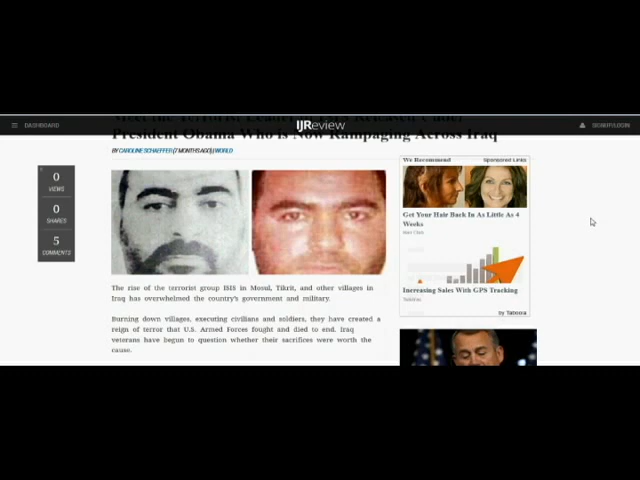 DASHBOARD
IJReview
SIGNUP/LOGIN
President Obama Who is Now Rampaging Across Iraq
BY CAROLINE SCHAEFFER (7 MONTHS AGO) | WORLD
0
VIEWS
0
SHARES
5
COMMENTS
The rise of the terrorist group ISIS in Mosul, Tikrit, and other villages in
Iraq has overwhelmed the country's government and military.
Burning down villages, executing civilians and soldiers, they have created a
reign of terror that U.S. Armed Forces fought and died to end. Iraq
veterans have begun to question whether their sacrifices were worth the
cause.
We Recommend
Sponsored Links
Get Your Hair Back In As Little As 4
Weeks
Increasing Sales With GPS Tracking
by Taboola